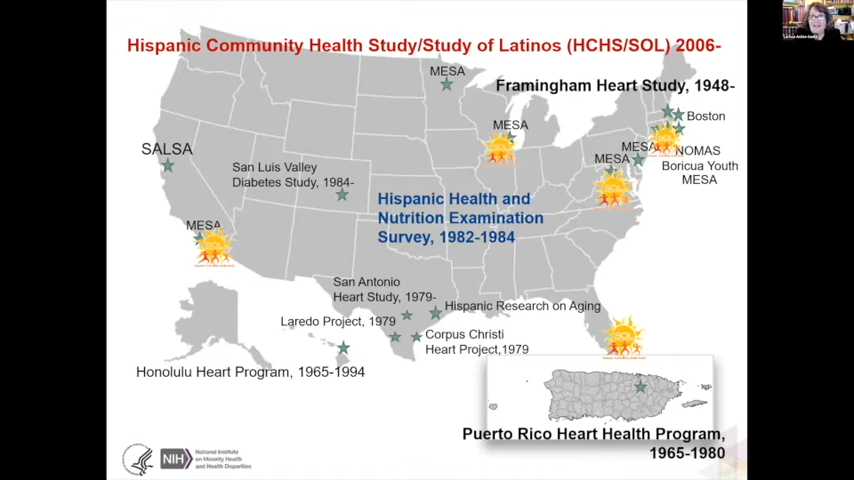 Hispanic Community Health Study/Study of Latinos (HCHS/SOL) 2006-
MESA
Framingham Heart Study, 1948-
Boston
MESA
SALSA
MESA
NOMAS
MESA
Boricua Youth
MESA
San Luis Valley
Diabetes Study, 1984-
Hispanic Health and
Nutrition Examination
Survey, 1982-1984
MESA
San Antonio
Heart Study, 1979-
Hispanic Research on Aging
Laredo Project, 1979
Corpus Christi
Heart Project,1979
Honolulu Heart Program, 1965-1994
Puerto Rico Heart Health Program,
1965-1980
NIH
National Institute
on Minority Health
and Health Disparities
SOL
SOL
SOL
SOL